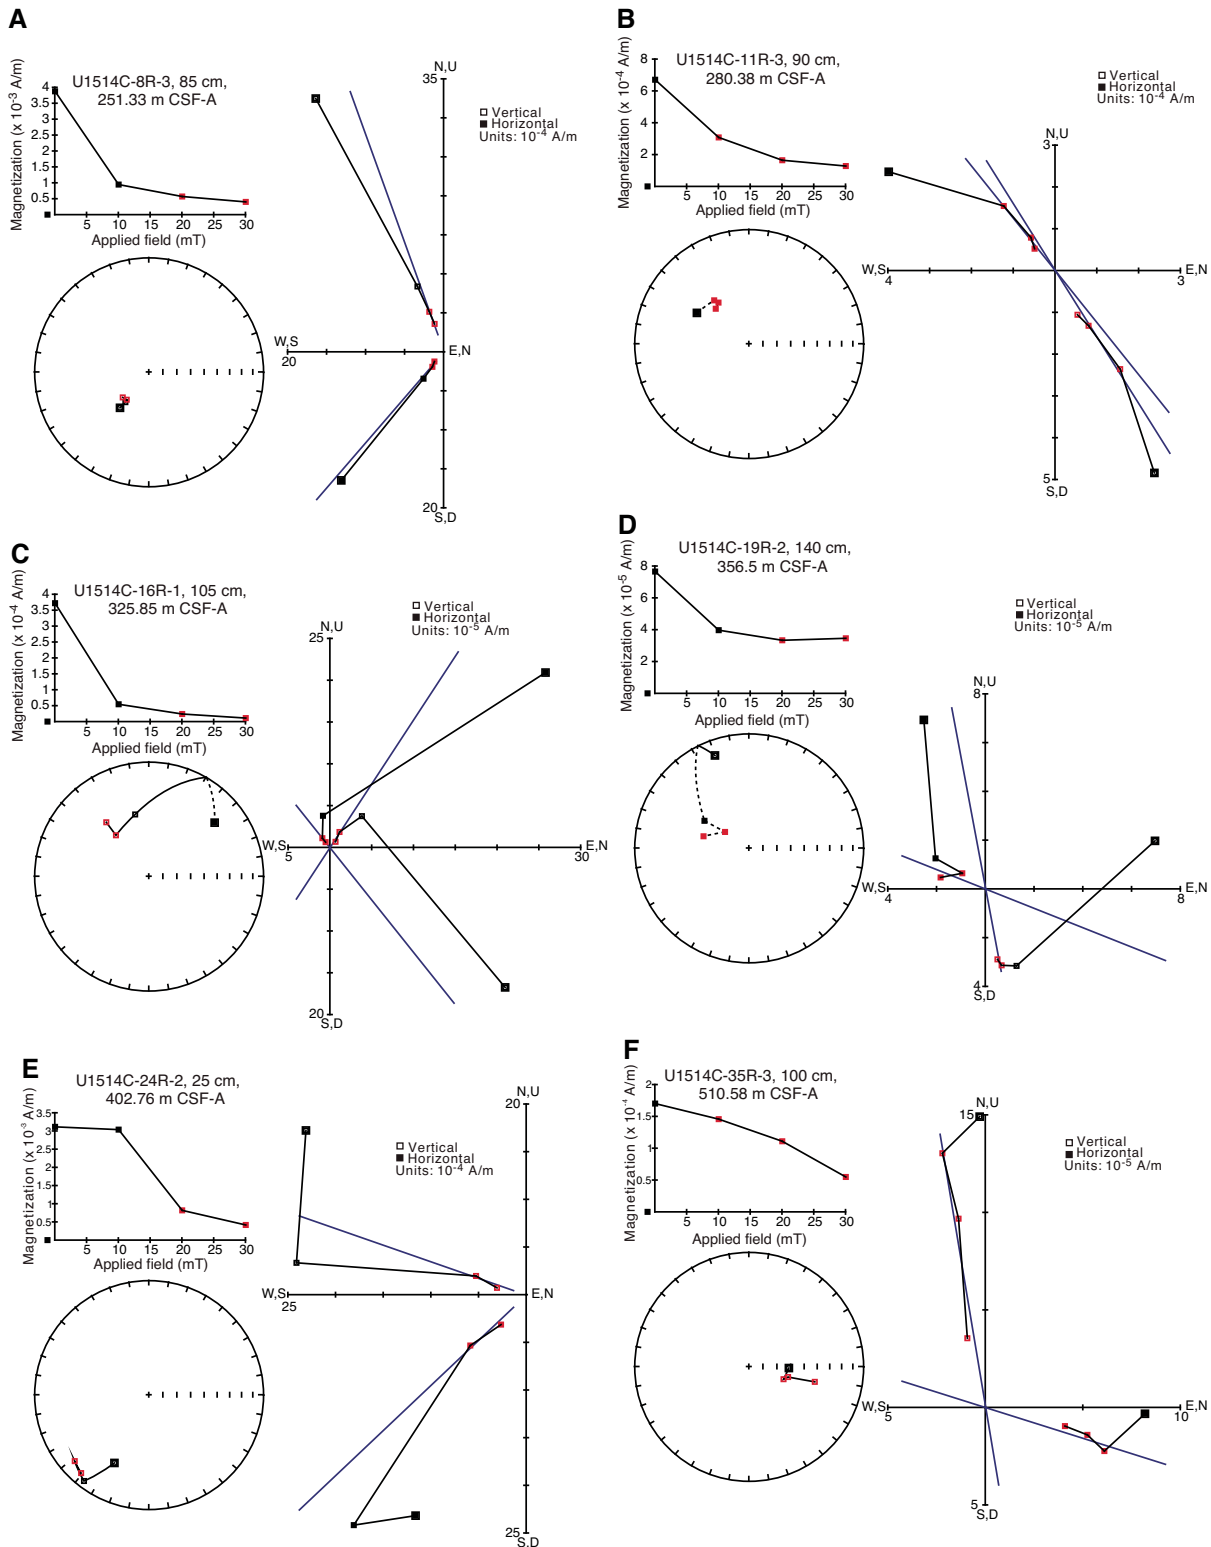 A
U1514C-8R-3, 85 cm,
251.33 m CSF-A
Magnetization (x 10-3 A/m)
4
3.5
3
2.5
2
1.5
1
0.5
5 10 15 20 25 30
Applied field (mT)
N,U
35
Vertical
Horizontal
Units: 10-4 A/m
W,S
20
E,N
20
S,D
B
U1514C-11R-3, 90 cm,
280.38 m CSF-A
Magnetization (x 10-4 A/m)
8
6
4
2
5 10 15 20 25 30
Applied field (mT)
Vertical
Horizontal
Units: 10-4 A/m
N,U
3
W,S
4
E,N
3
5
S,D
C
U1514C-16R-1, 105 cm,
325.85 m CSF-A
Magnetization (x 10-4 A/m)
4
3.5
3
2.5
2
1.5
1
0.5
5 10 15 20 25 30
Applied field (mT)
Vertical
Horizontal
Units: 10-5 A/m
N,U
25
W,S
5
E,N
30
20
S,D
D
U1514C-19R-2, 140 cm,
356.5 m CSF-A
Magnetization (x 10-5 A/m)
8
6
4
2
5 10 15 20 25 30
Applied field (mT)
Vertical
Horizontal
Units: 10-5 A/m
N,U
8
W,S
4
E,N
8
4
S,D
E
U1514C-24R-2, 25 cm,
402.76 m CSF-A
Magnetization (x 10-3 A/m)
3.5
3
2.5
2
1.5
1
0.5
5 10 15 20 25 30
Applied field (mT)
N,U
20
Vertical
Horizontal
Units: 10-4 A/m
W,S
25
E,N
25
S,D
F
U1514C-35R-3, 100 cm,
510.58 m CSF-A
Magnetization (x 10-4 A/m)
2
1.5
1
0.5
5 10 15 20 25 30
Applied field (mT)
N,U
15
Vertical
Horizontal
Units: 10-5 A/m
W,S
5
E,N
10
5
S,D